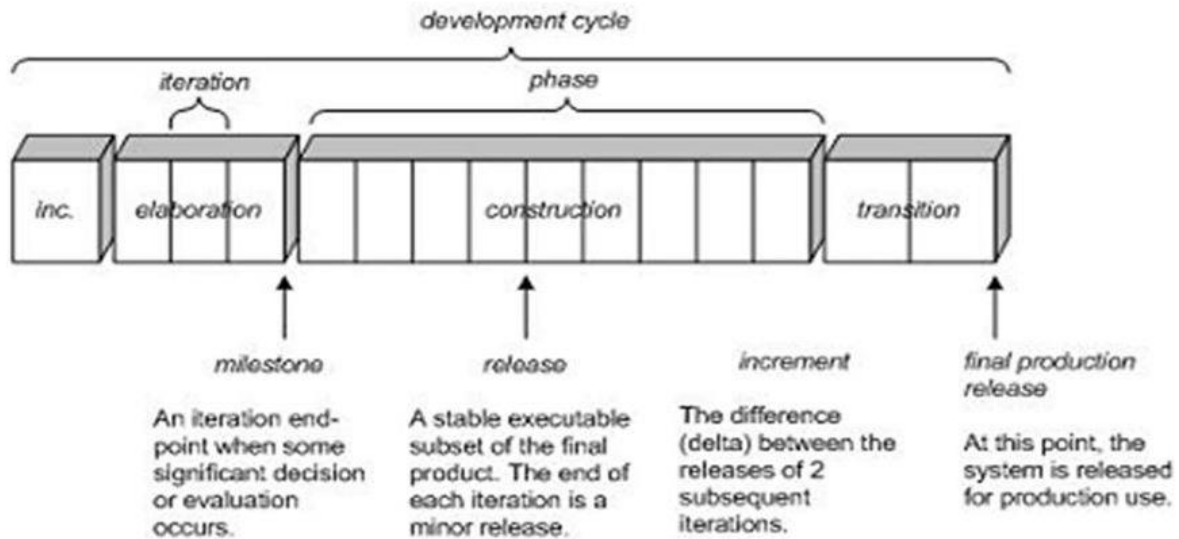 development cycle
iteration
phase
inc.
elaboration
construction
transition
milestone
An iteration end-
point when some
significant decision
or evaluation
occurs.
release
A stable executable
subset of the final
product. The end of
each iteration is a
minor release.
increment
The difference
(delta) between the
releases of 2
subsequent
iterations.
final production
release
At this point, the
system is released
for production use.